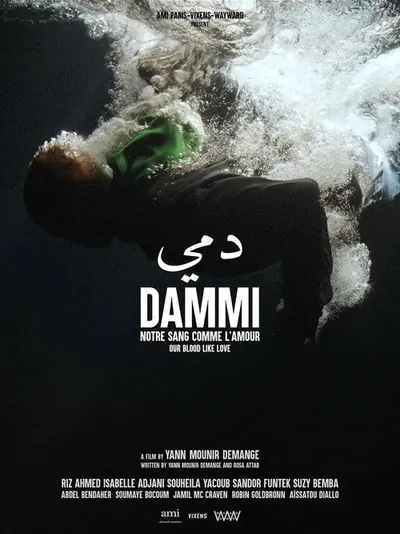 AMI PARIS-VIXENS-WAYWARD
PRESENT
دمي
DAMMI
NOTRE SANG COMME L'AMOUR
OUR BLOOD LIKE LOVE
A FILM BY YANN MOUNIR DEMANGE
WRITTEN BY YANN MOUNIR DEMANGE AND ROSA ATTAB
RIZ AHMED ISABELLE ADJANI SOUHEILA YACOUB SANDOR FUNTEK SUZY BEMBA
ABDEL BENDAHER SOUMAYE BOCOUM JAMIL MC CRAVEN ROBIN GOLDBRONN AÏSSATOU DIALLO
ami VIXENS